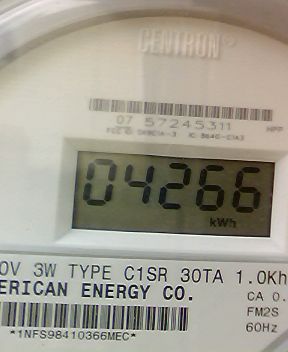 CENTRON®
07 57245311
HPP
04266
kWh
0V 3W TYPE C1SR 30TA 1.0Kh
ERICAN ENERGY CO.
CA 0.
FM2S
60Hz
*1NFS98410366MEC*